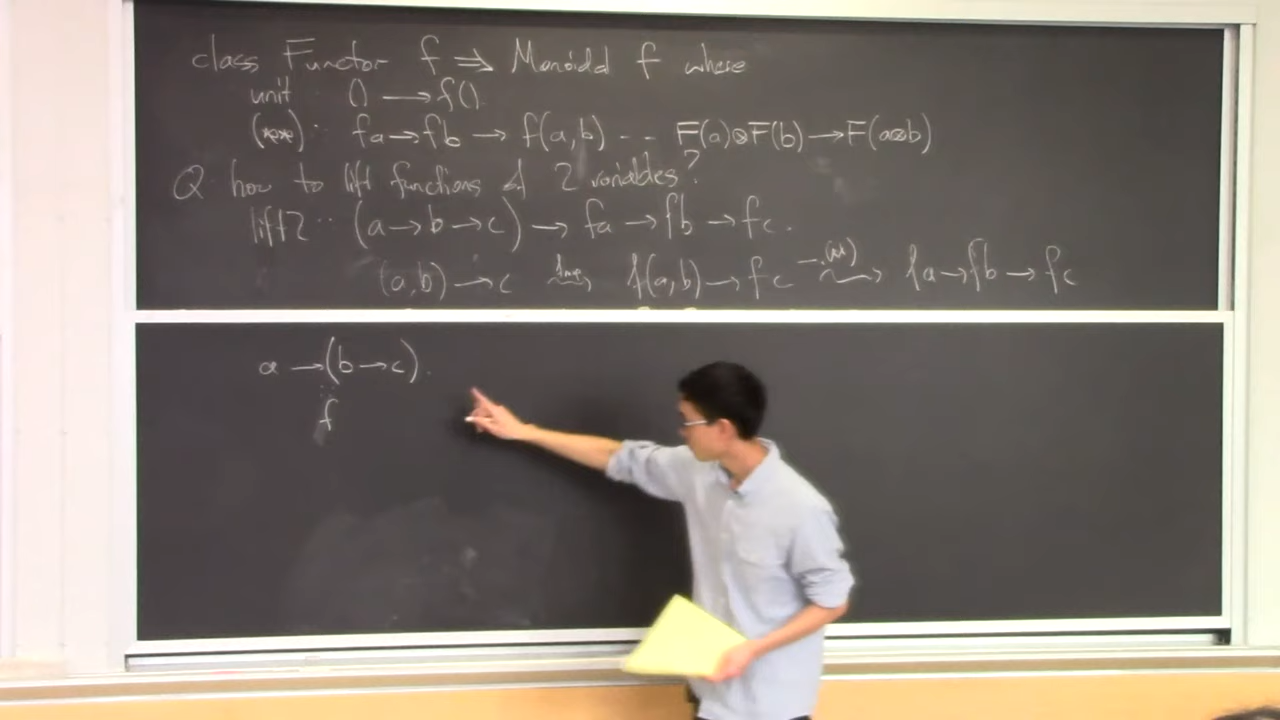 class Functor f ⇒ Monoidal f where
unit () → f().
(**) :: fa → fb → f(a,b) -- F(a)⊗F(b) → F(a⊗b)
Q how to lift functions of 2 variables?
lift2 :: (a → b → c) → fa → fb → fc.
(a,b) → c fmap f(a,b) → fc -.(**) fa → fb → fc
a → (b → c).
f